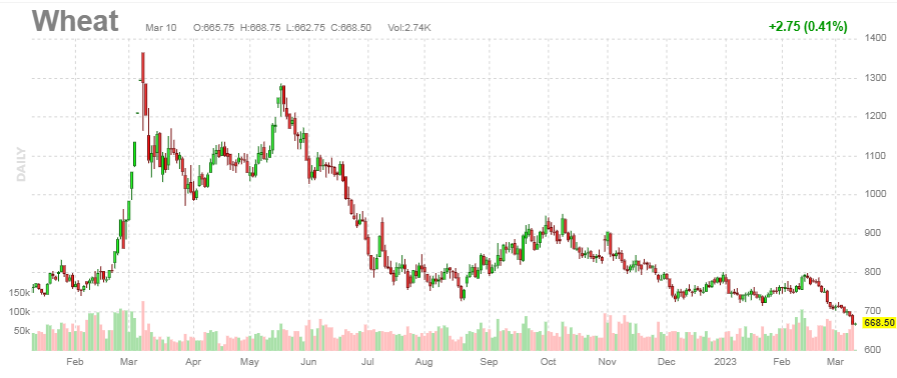 Wheat Mar 10 O:665.75 H:668.75 L:662.75 C:668.50 Vol:2.74K +2.75 (0.41%)
DAILY
1400
1300
1200
1100
1000
900
800
700
668.50
600
150k
100k
50k
Feb Mar Apr May Jun Jul Aug Sep Oct Nov Dec 2023 Feb Mar